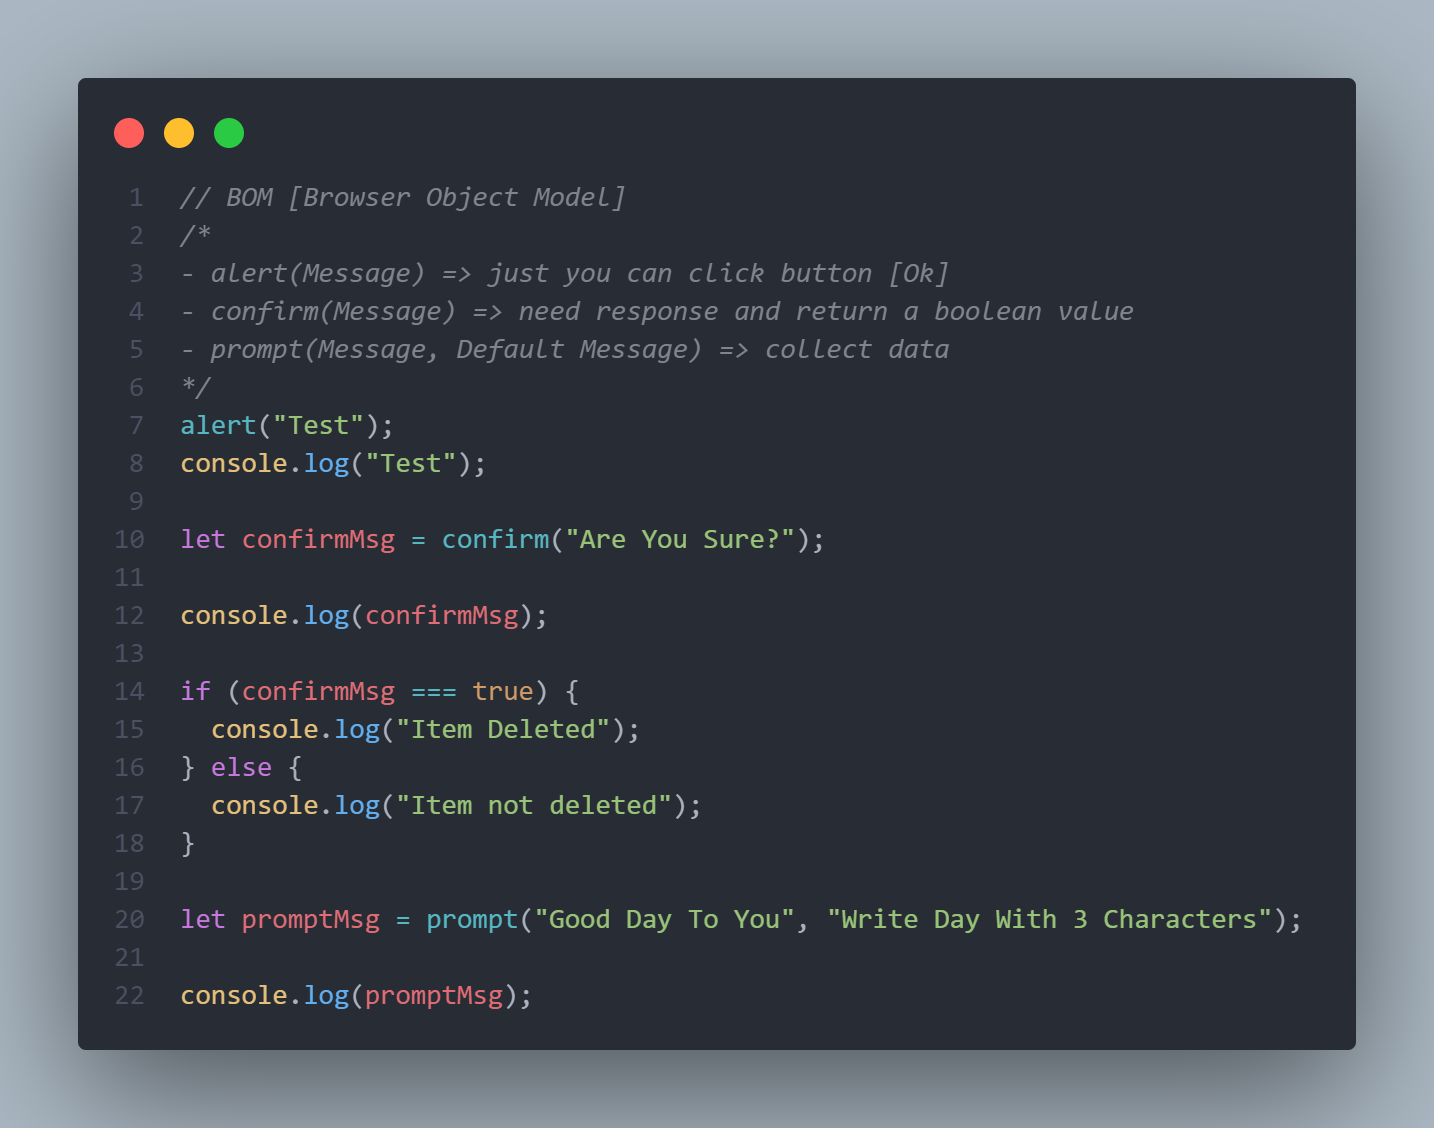 1 // BOM [Browser Object Model]
2 /*
3 - alert(Message) => just you can click button [Ok]
4 - confirm(Message) => need response and return a boolean value
5 - prompt(Message, Default Message) => collect data
6 */
7 alert("Test");
8 console.log("Test");
9
10 let confirmMsg = confirm("Are You Sure?");
11
12 console.log(confirmMsg);
13
14 if (confirmMsg === true) {
15   console.log("Item Deleted");
16 } else {
17   console.log("Item not deleted");
18 }
19
20 let promptMsg = prompt("Good Day To You", "Write Day With 3 Characters");
21
22 console.log(promptMsg);